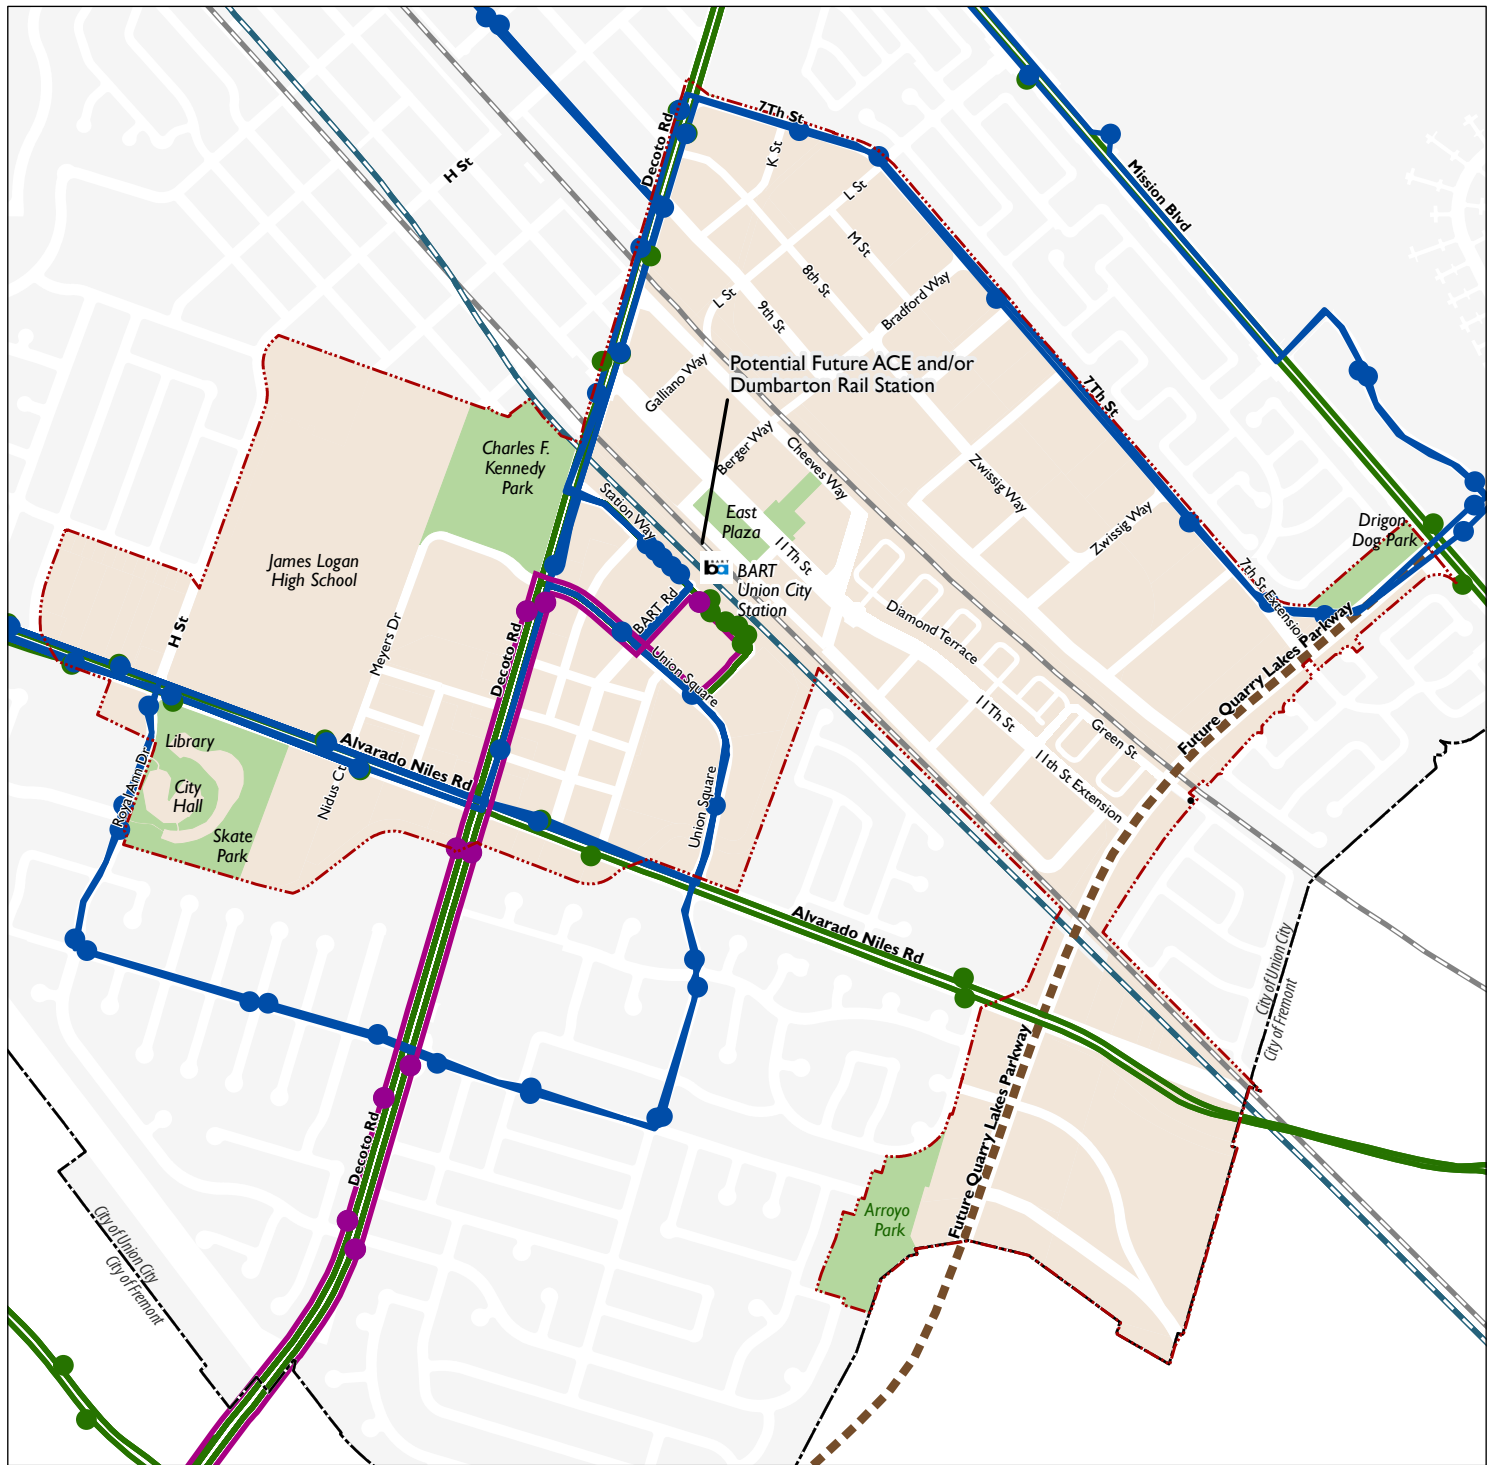 7Th St
Decoto Rd
K St
H St
L St
Mission Blvd
M St
8th St
Bradford Way
L St
9th St
Potential Future ACE and/or
Dumbarton Rail Station
Galliano Way
7Th St
Berger Way
Cheeves Way
Charles F.
Kennedy
Park
Zwissig Way
Station Way
East
Plaza
Zwissig Way
Drigon
Dog Park
11Th St
James Logan
High School
BART
Union City
Station
7th St Extension
BART Rd
Diamond Terrace
H St
Meyers Dr
Decoto Rd
Union Square
Future Quarry Lakes Parkway
11Th St
Green St
Library
Alvarado Niles Rd
Royal Ann Dr
City
Hall
Nidus Ct
11th St Extension
Union Square
Skate
Park
Alvarado Niles Rd
City of Union City
City of Fremont
Future Quarry Lakes Parkway
Decoto Rd
Arroyo
Park
City of Union City
City of Fremont